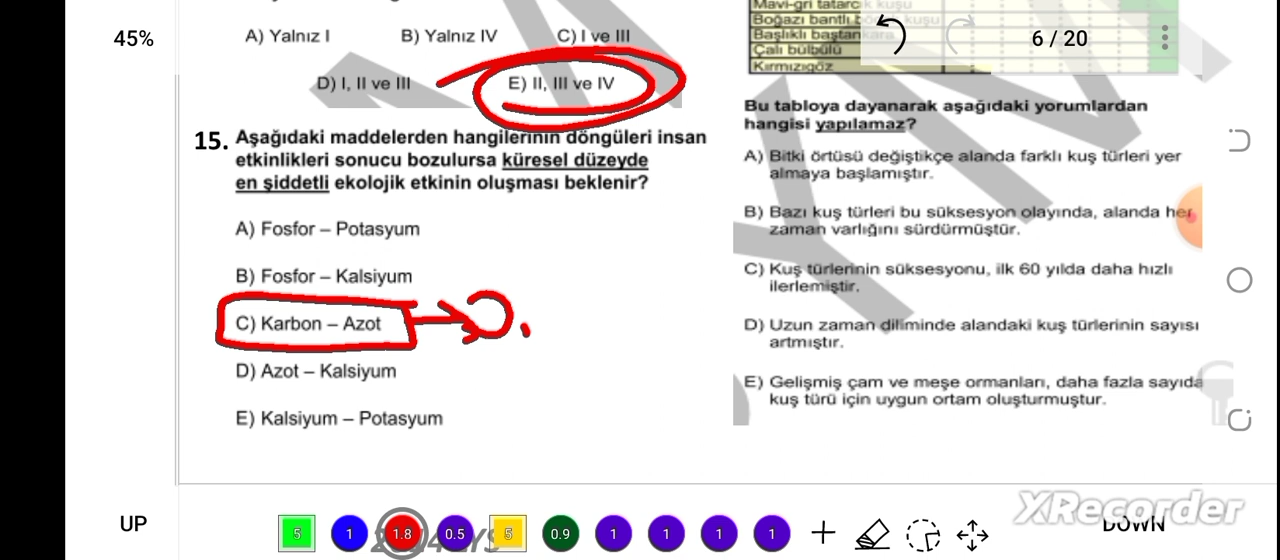 45%
A) Yalnız I B) Yalnız IV C) I ve III
D) I, II ve III E) II, III ve IV
15. Aşağıdaki maddelerden hangilerinin döngüleri insan
etkinlikleri sonucu bozulursa küresel düzeyde
en şiddetli ekolojik etkinin oluşması beklenir?
A) Fosfor – Potasyum
B) Fosfor – Kalsiyum
C) Karbon – Azot
D) Azot – Kalsiyum
E) Kalsiyum – Potasyum
Mavi-gri tatarcık kuşu
Boğazı bantlı kuşu
Başlıklı baştankara
Çalı bülbülü
Kırmızıgöz
6 / 20
Bu tabloya dayanarak aşağıdaki yorumlardan
hangisi yapılamaz?
A) Bitki örtüsü değiştikçe alanda farklı kuş türleri yer
almaya başlamıştır.
B) Bazı kuş türleri bu süksesyon olayında, alanda her
zaman varlığını sürdürmüştür.
C) Kuş türlerinin süksesyonu, ilk 60 yılda daha hızlı
ilerlemiştir.
D) Uzun zaman diliminde alandaki kuş türlerinin sayısı
artmıştır.
E) Gelişmiş çam ve meşe ormanları, daha fazla sayıda
kuş türü için uygun ortam oluşturmuştur.
UP 5 1 1.8 0.5 5 0.9 1 1 1 1 DOWN
XRecorder